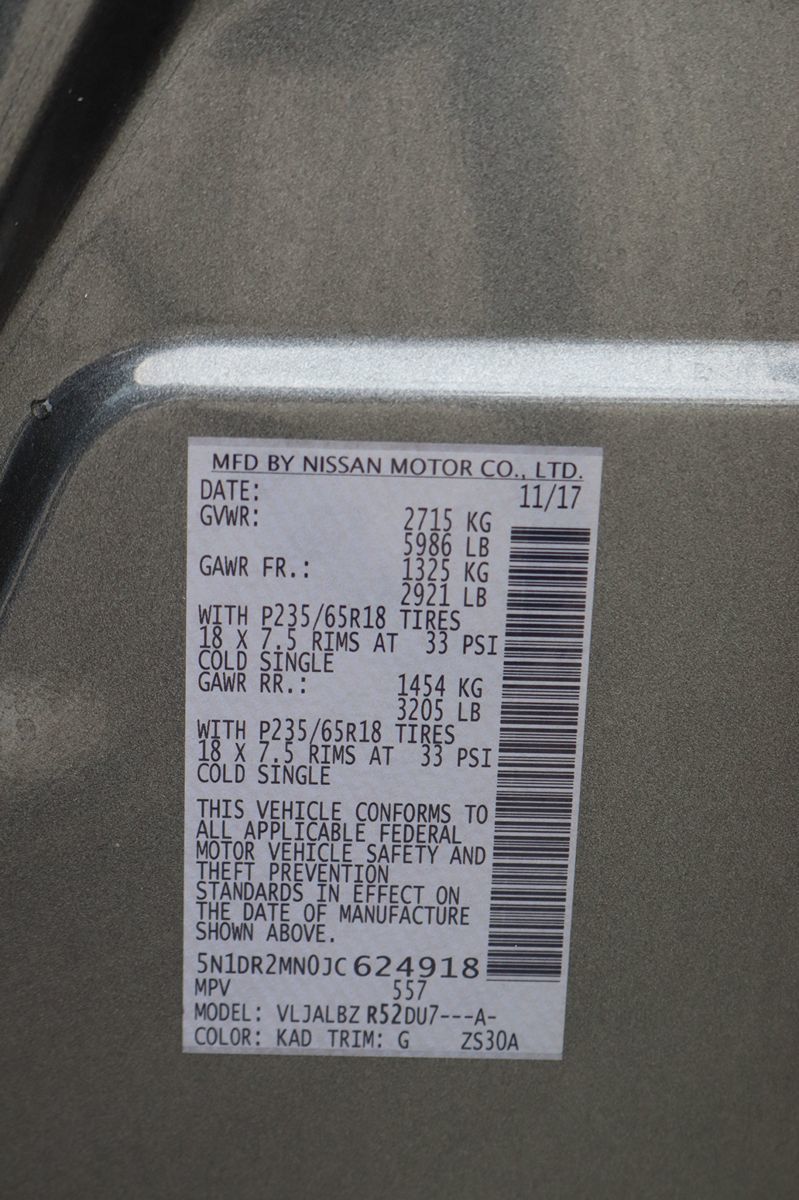 MFD BY NISSAN MOTOR CO., LTD.
DATE: 11/17
GVWR: 2715 KG
5986 LB
GAWR FR.: 1325 KG
2921 LB
WITH P235/65R18 TIRES
18 X 7.5 RIMS AT 33 PSI
COLD SINGLE
GAWR RR.: 1454 KG
3205 LB
WITH P235/65R18 TIRES
18 X 7.5 RIMS AT 33 PSI
COLD SINGLE
THIS VEHICLE CONFORMS TO
ALL APPLICABLE FEDERAL
MOTOR VEHICLE SAFETY AND
THEFT PREVENTION
STANDARDS IN EFFECT ON
THE DATE OF MANUFACTURE
SHOWN ABOVE.
5N1DR2MN0JC624918
MPV 557
MODEL: VLJALBZ R52DU7---A-
COLOR: KAD TRIM: G ZS30A